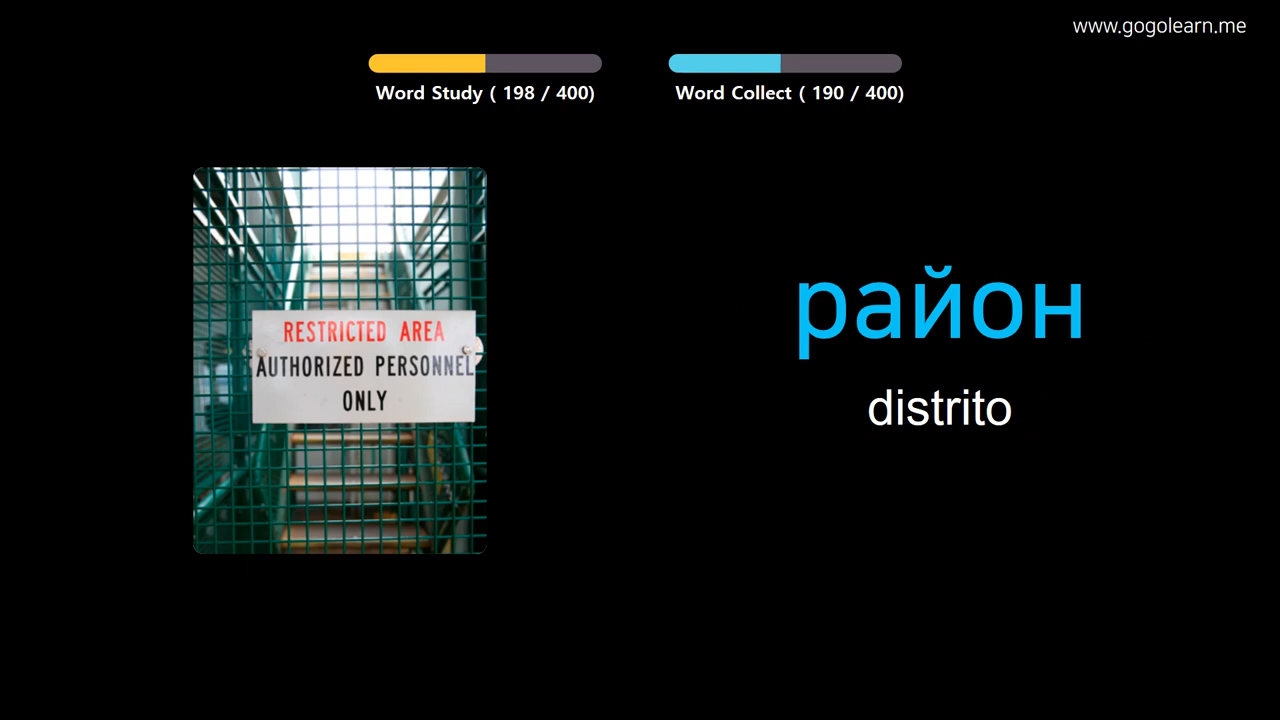 www.gogolearn.me
Word Study ( 198 / 400)
Word Collect ( 190 / 400)
RESTRICTED AREA
AUTHORIZED PERSONNEL
ONLY
район
distrito